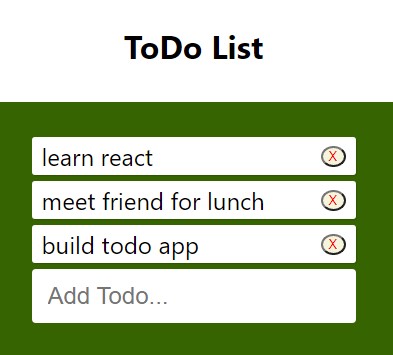 ToDo List
learn react X
meet friend for lunch X
build todo app X
Add Todo...